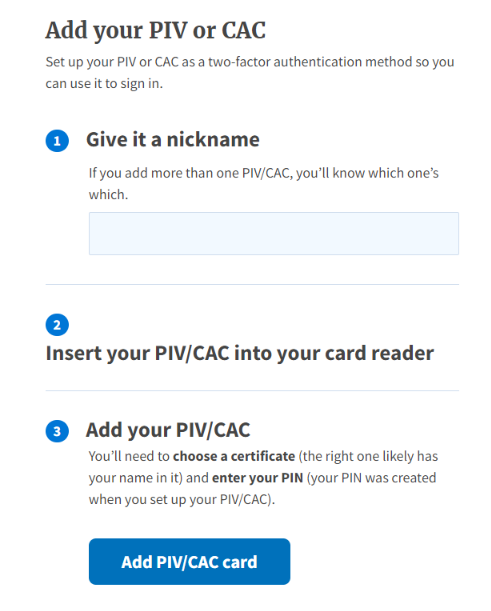 Add your PIV or CAC
Set up your PIV or CAC as a two-factor authentication method so you
can use it to sign in.
1 Give it a nickname
If you add more than one PIV/CAC, you’ll know which one’s
which.
2
Insert your PIV/CAC into your card reader
3 Add your PIV/CAC
You’ll need to choose a certificate (the right one likely has
your name in it) and enter your PIN (your PIN was created
when you set up your PIV/CAC).
Add PIV/CAC card